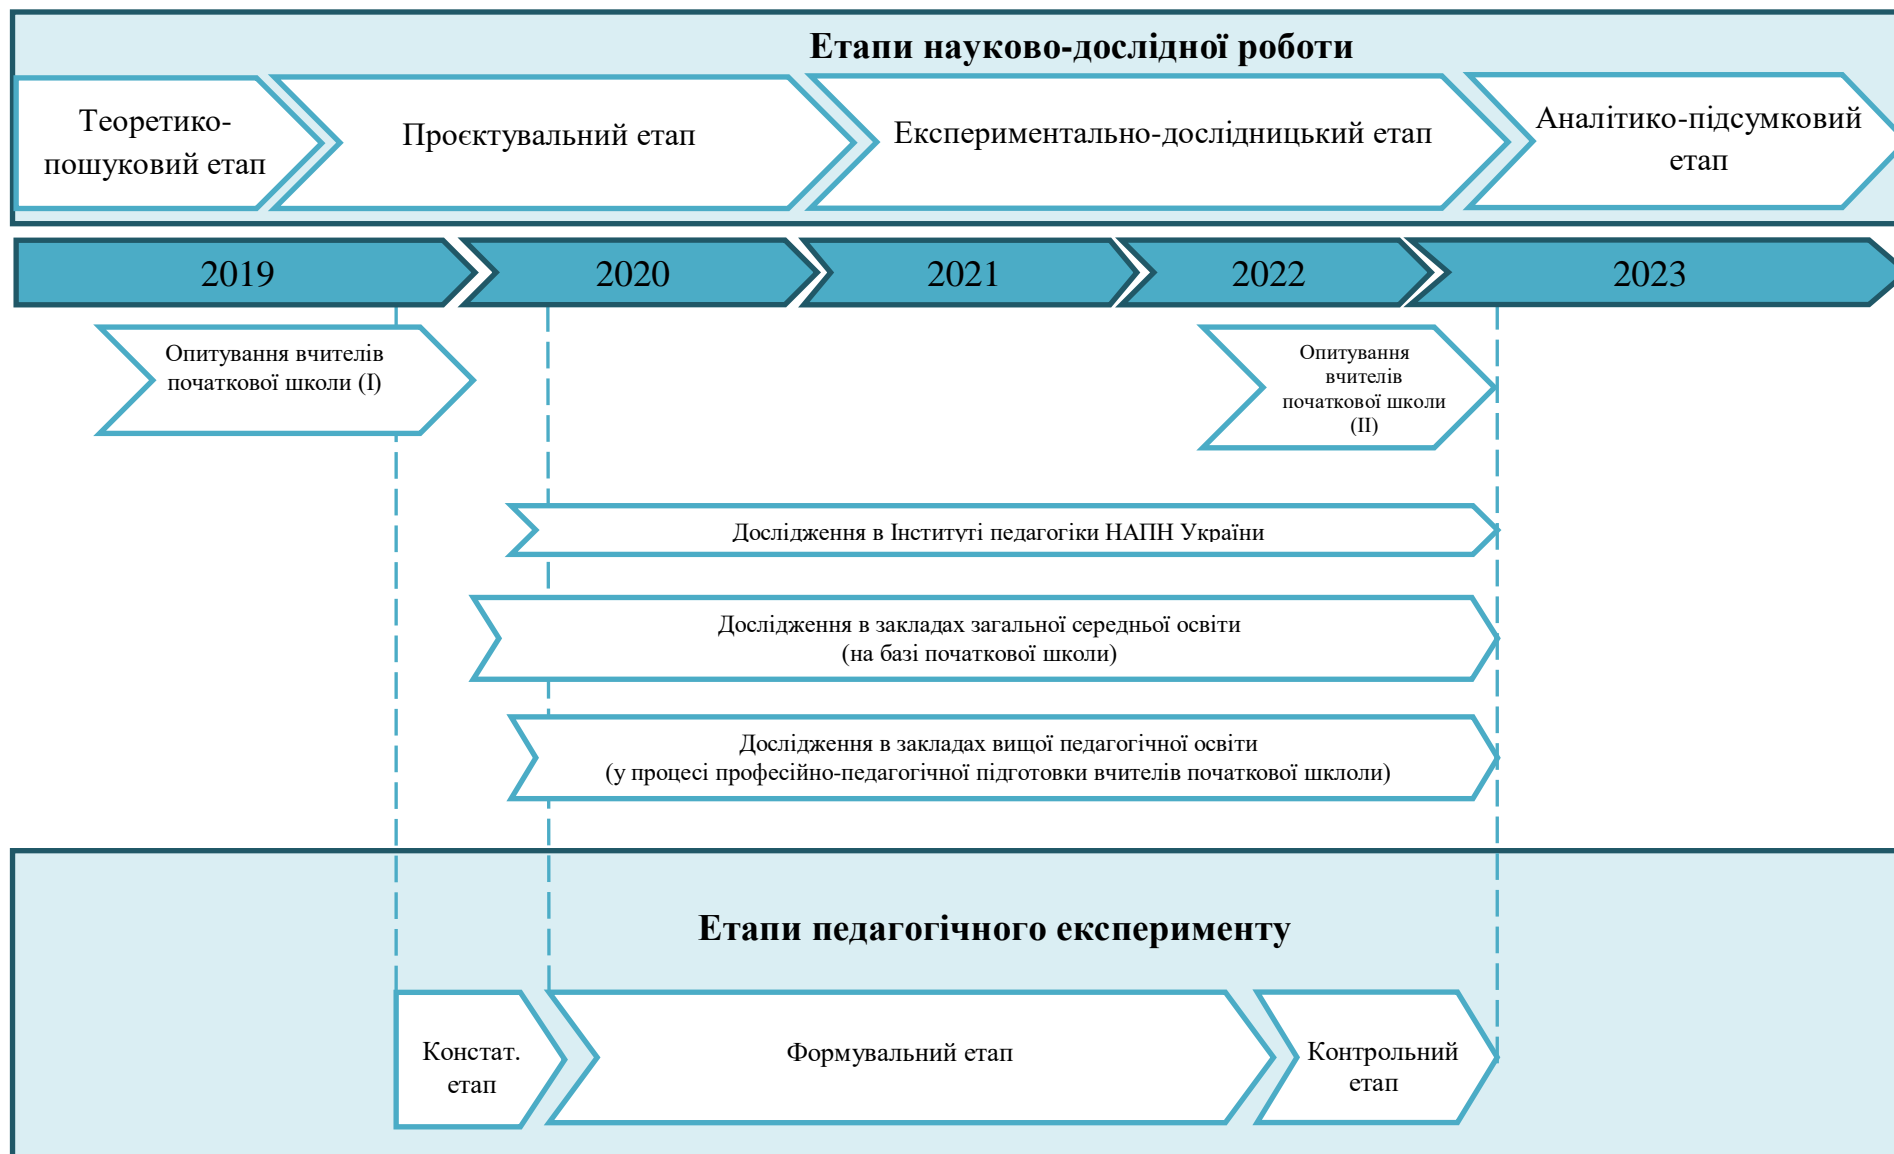 Етапи науково-дослідної роботи
Теоретико-
пошуковий етап
Проєктувальний етап
Експериментально-дослідницький етап
Аналітико-підсумковий
етап
2019
2020
2021
2022
2023
Опитування вчителів
початкової школи (І)
Опитування
вчителів
початкової школи
(ІІ)
Дослідження в Інституті педагогіки НАПН України
Дослідження в закладах загальної середньої освіти
(на базі початкової школи)
Дослідження в закладах вищої педагогічної освіти
(у процесі професійно-педагогічної підготовки вчителів початкової шклоли)
Етапи педагогічного експерименту
Констат.
етап
Формувальний етап
Контрольний
етап